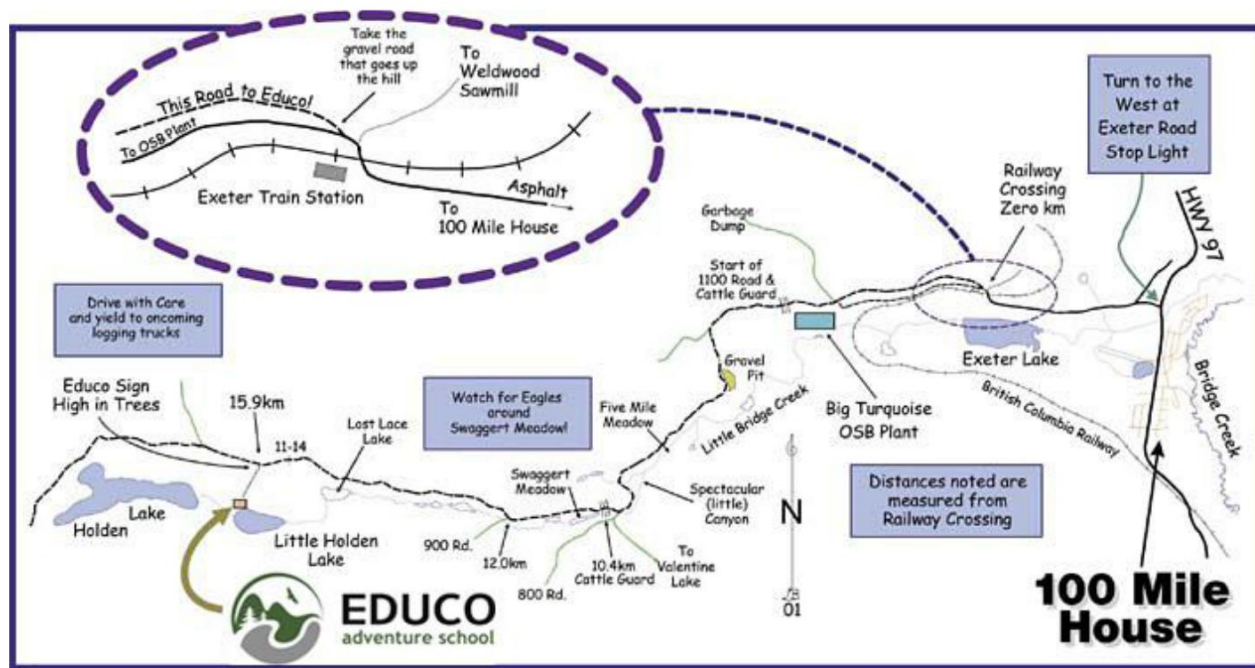 Take the
gravel road
that goes up
the hill
To
Weldwood
Sawmill
This Road to Educo!
To OSB Plant
Exeter Train Station
Asphalt
To
100 Mile House
Turn to the
West at
Exeter Road
Stop Light
Railway
Crossing
Zero km
HWY 97
Garbage
Dump
Start of
1100 Road &
Cattle Guard
Drive with Care
and yield to oncoming
logging trucks
Exeter Lake
Gravel
Pit
Educo Sign
High in Trees
15.9km
11-14
Lost Lace
Lake
Watch for Eagles
around
Swaggert Meadow!
Five Mile
Meadow
Little Bridge Creek
Big Turquoise
OSB Plant
British Columbia Railway
Bridge Creek
Swaggert
Meadow
Spectacular
(little)
Canyon
N
Distances noted are
measured from
Railway Crossing
Holden
Lake
Little Holden
Lake
900 Rd.
12.0km
800 Rd.
10.4km
Cattle Guard
To
Valentine
Lake
01
EDUCO
adventure school
100 Mile
House